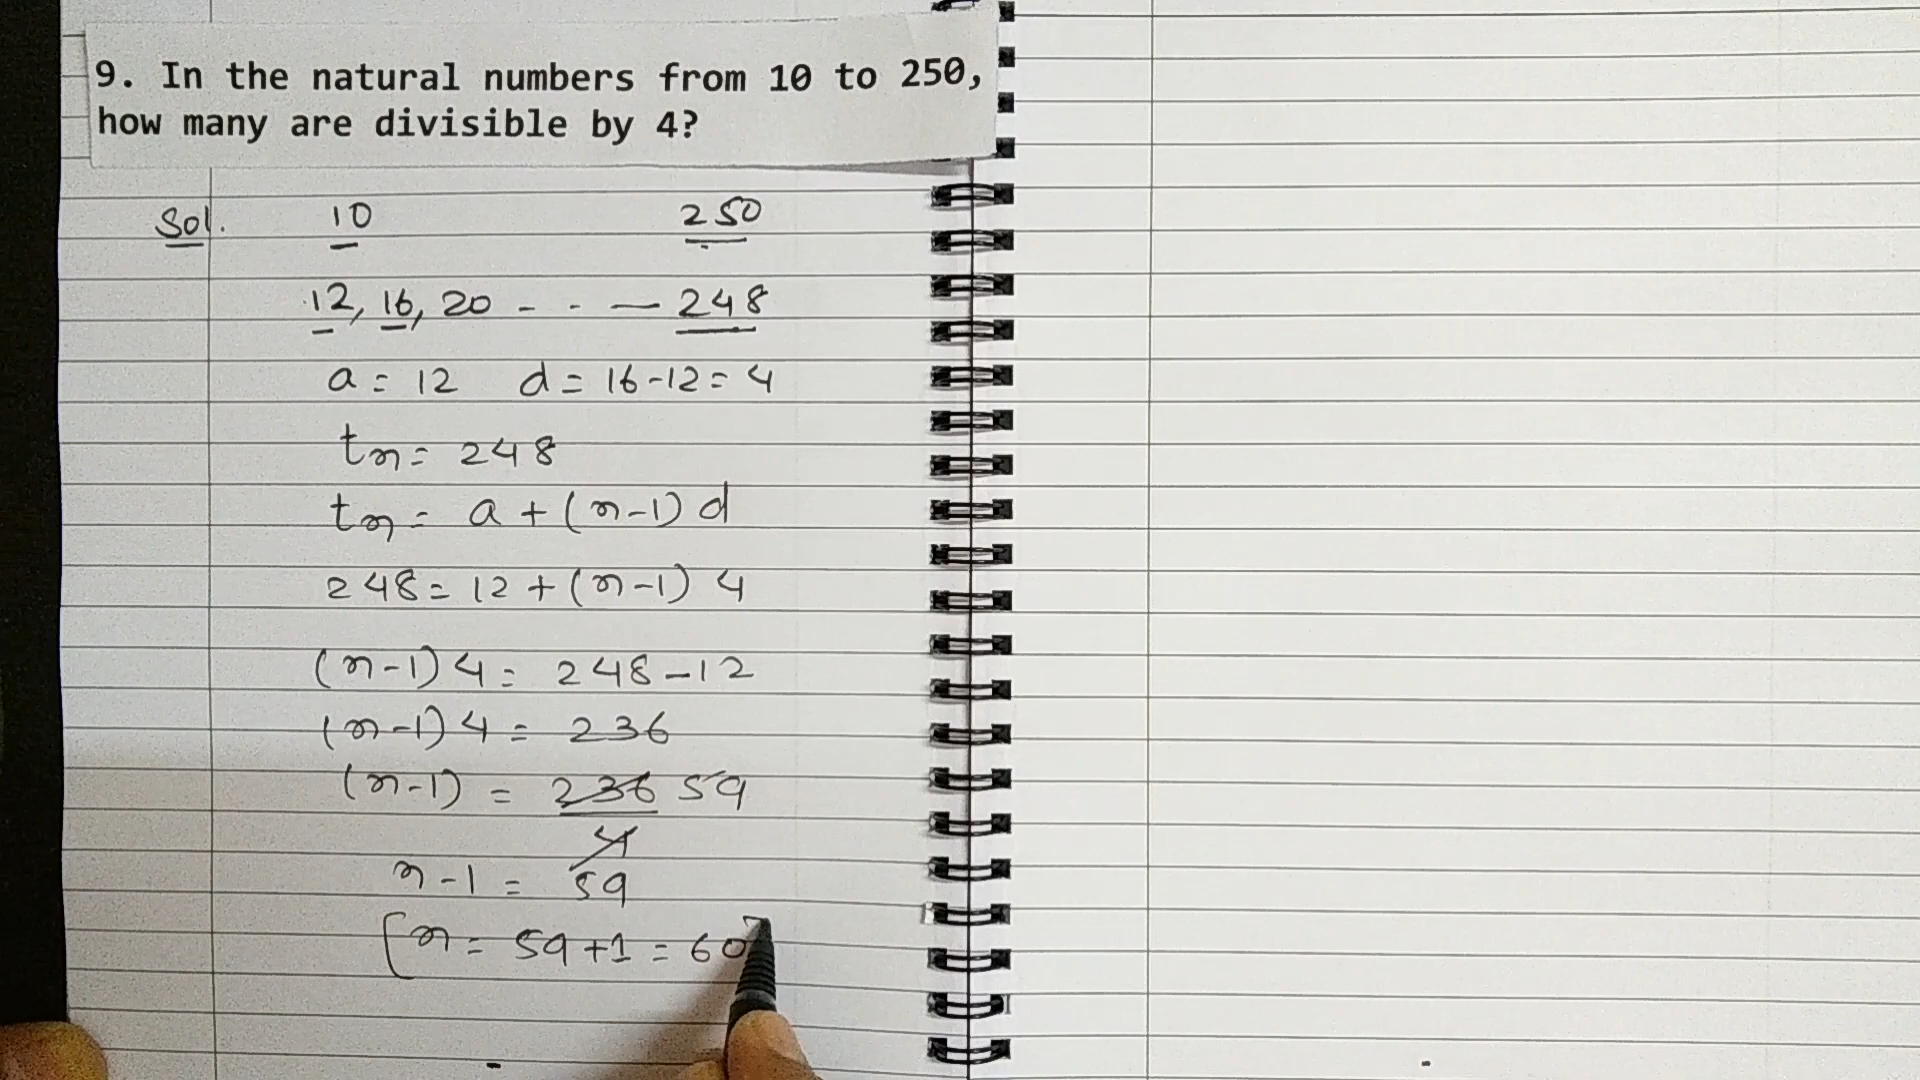 9. In the natural numbers from 10 to 250,
how many are divisible by 4?
Sol. 10 250
12, 16, 20 - - — 248
a = 12 d = 16-12 = 4
tn = 248
tn = a + (n-1) d
248 = 12 + (n-1) 4
(n-1) 4 = 248 - 12
(n-1) 4 = 236
(n-1) = 236 59
4
n-1 = 59
[n = 59+1 = 60